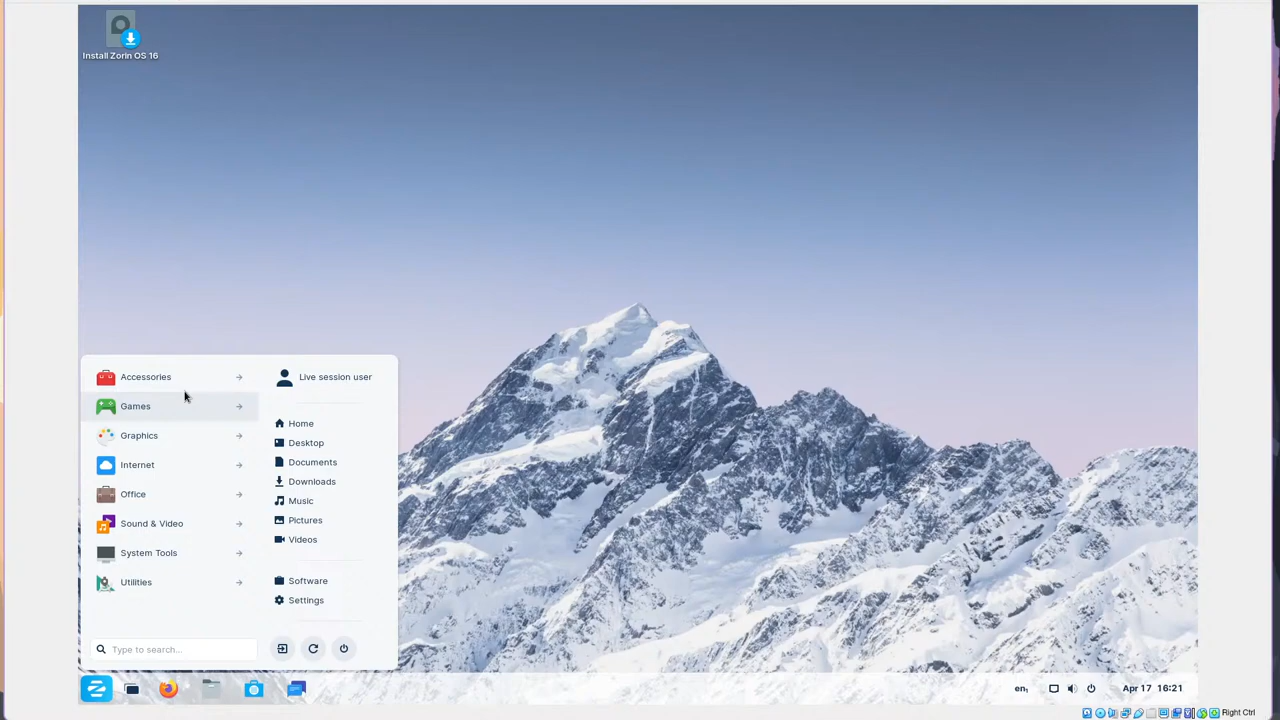 Install Zorin OS 16
Accessories
Games
Graphics
Internet
Office
Sound & Video
System Tools
Utilities
Type to search...
Live session user
Home
Desktop
Documents
Downloads
Music
Pictures
Videos
Software
Settings
en₁
Apr 17 16:21
Right Ctrl